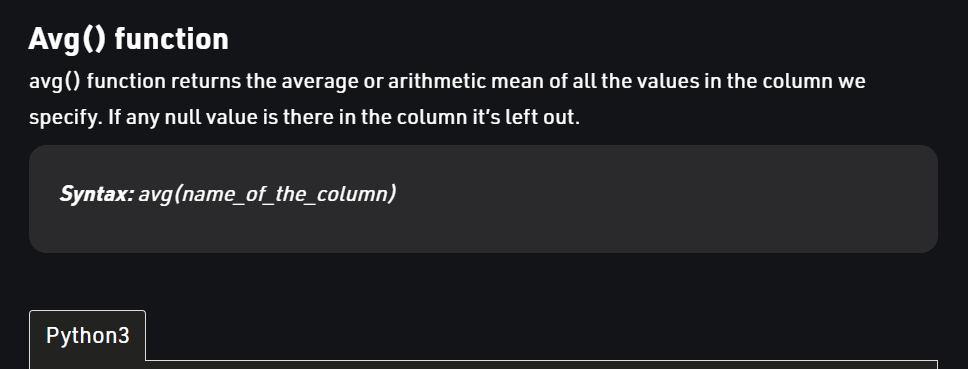 Avg() function
avg() function returns the average or arithmetic mean of all the values in the column we
specify. If any null value is there in the column it’s left out.
Syntax: avg(name_of_the_column)
Python3